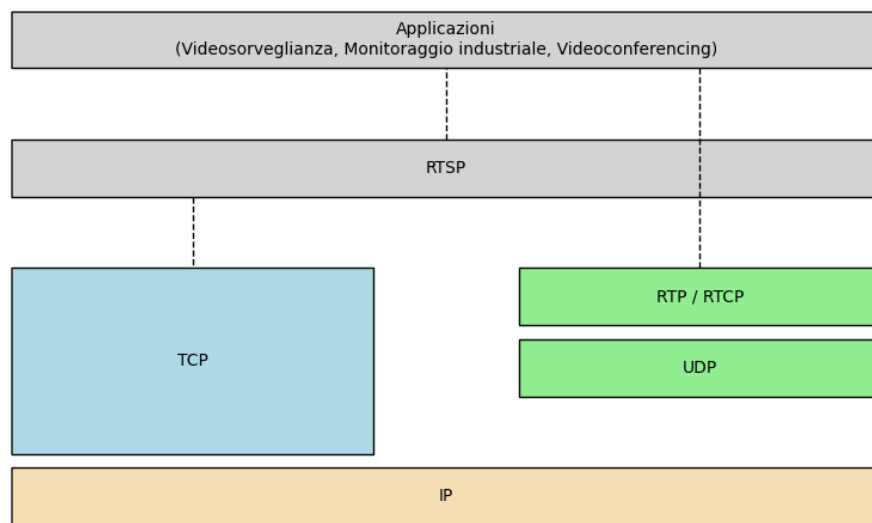 Applicazioni
(Videosorveglianza, Monitoraggio industriale, Videoconferencing)
RTSP
RTP / RTCP
TCP
UDP
IP